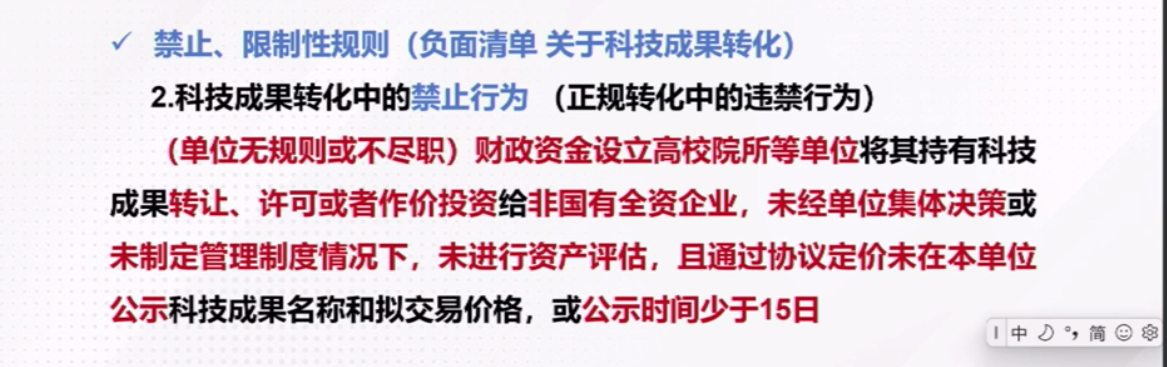 ✓ 禁止、限制性规则（负面清单 关于科技成果转化）
2.科技成果转化中的禁止行为 （正规转化中的违禁行为）
（单位无规则或不尽职）财政资金设立高校院所等单位将其持有科技
成果转让、许可或者作价投资给非国有全资企业，未经单位集体决策或
未制定管理制度情况下，未进行资产评估，且通过协议定价未在本单位
公示科技成果名称和拟交易价格，或公示时间少于15日
中 简